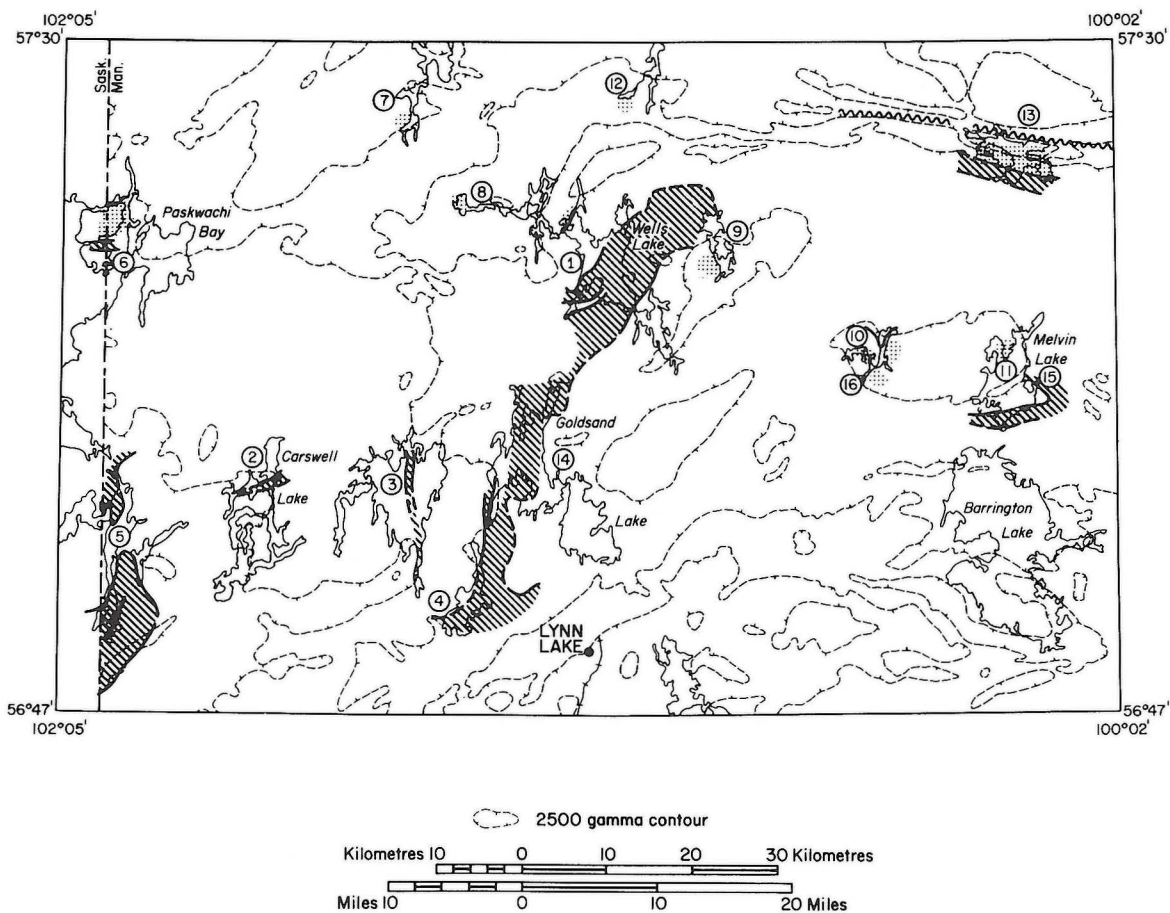 102°05'
100°02'
57°30'
57°30'
Sask.
Man.
7
12
13
8
Paskwachi
Bay
Wells
Lake
9
6
1
10
Melvin
Lake
11
15
16
Goldsand
2
Carswell
3
14
Lake
Lake
Barrington
Lake
5
4
LYNN
LAKE
56°47'
56°47'
102°05'
100°02'
2500 gamma contour
Kilometres 10 0 10 20 30 Kilometres
Miles 10 0 10 20 Miles